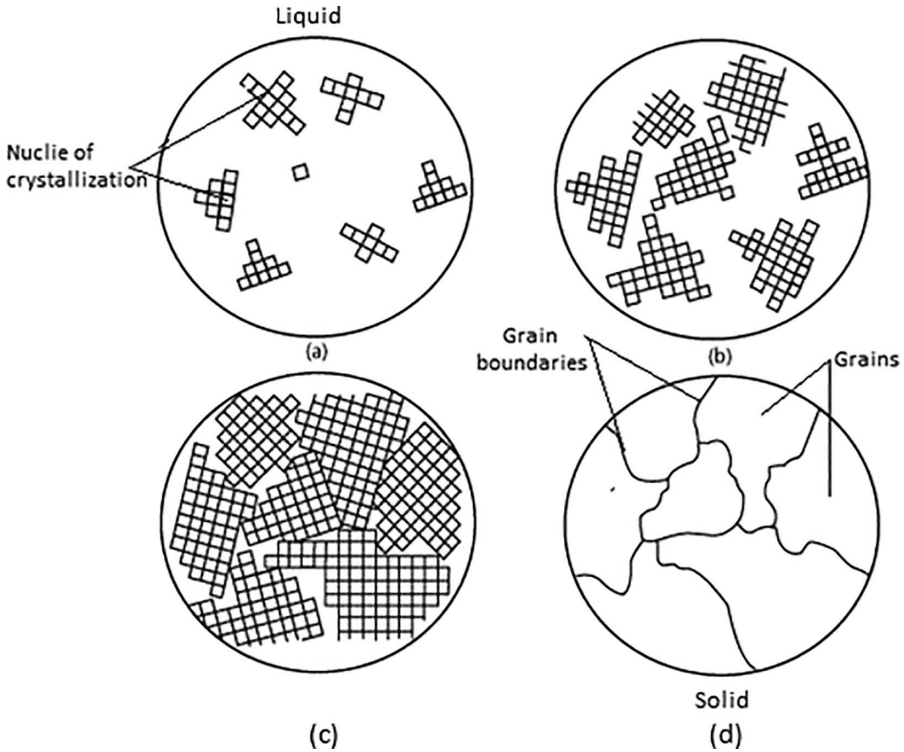 Liquid
Nuclie of
crystallization
(a)
(b)
Grain
boundaries
Grains
Solid
(c)
(d)